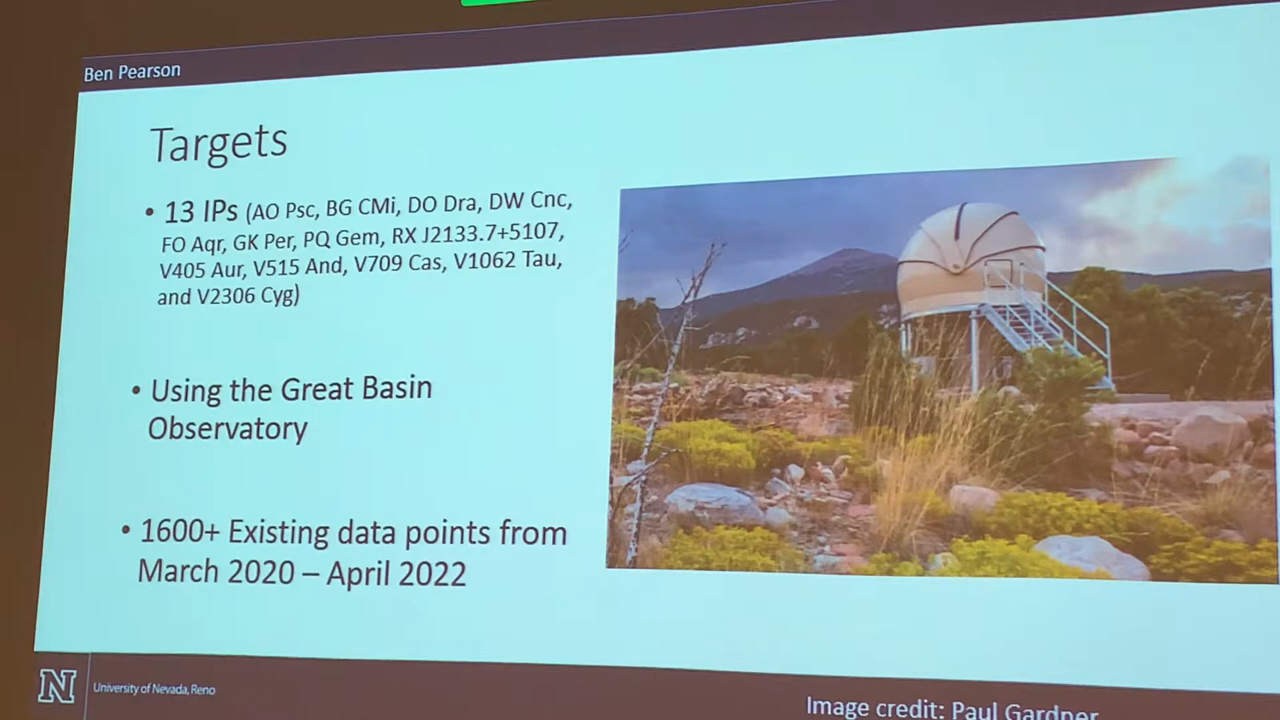 Ben Pearson
Targets
• 13 IPs (AO Psc, BG CMi, DO Dra, DW Cnc,
FO Aqr, GK Per, PQ Gem, RX J2133.7+5107,
V405 Aur, V515 And, V709 Cas, V1062 Tau,
and V2306 Cyg)
• Using the Great Basin
Observatory
• 1600+ Existing data points from
March 2020 – April 2022
N
University of Nevada, Reno
Image credit: Paul Gardner